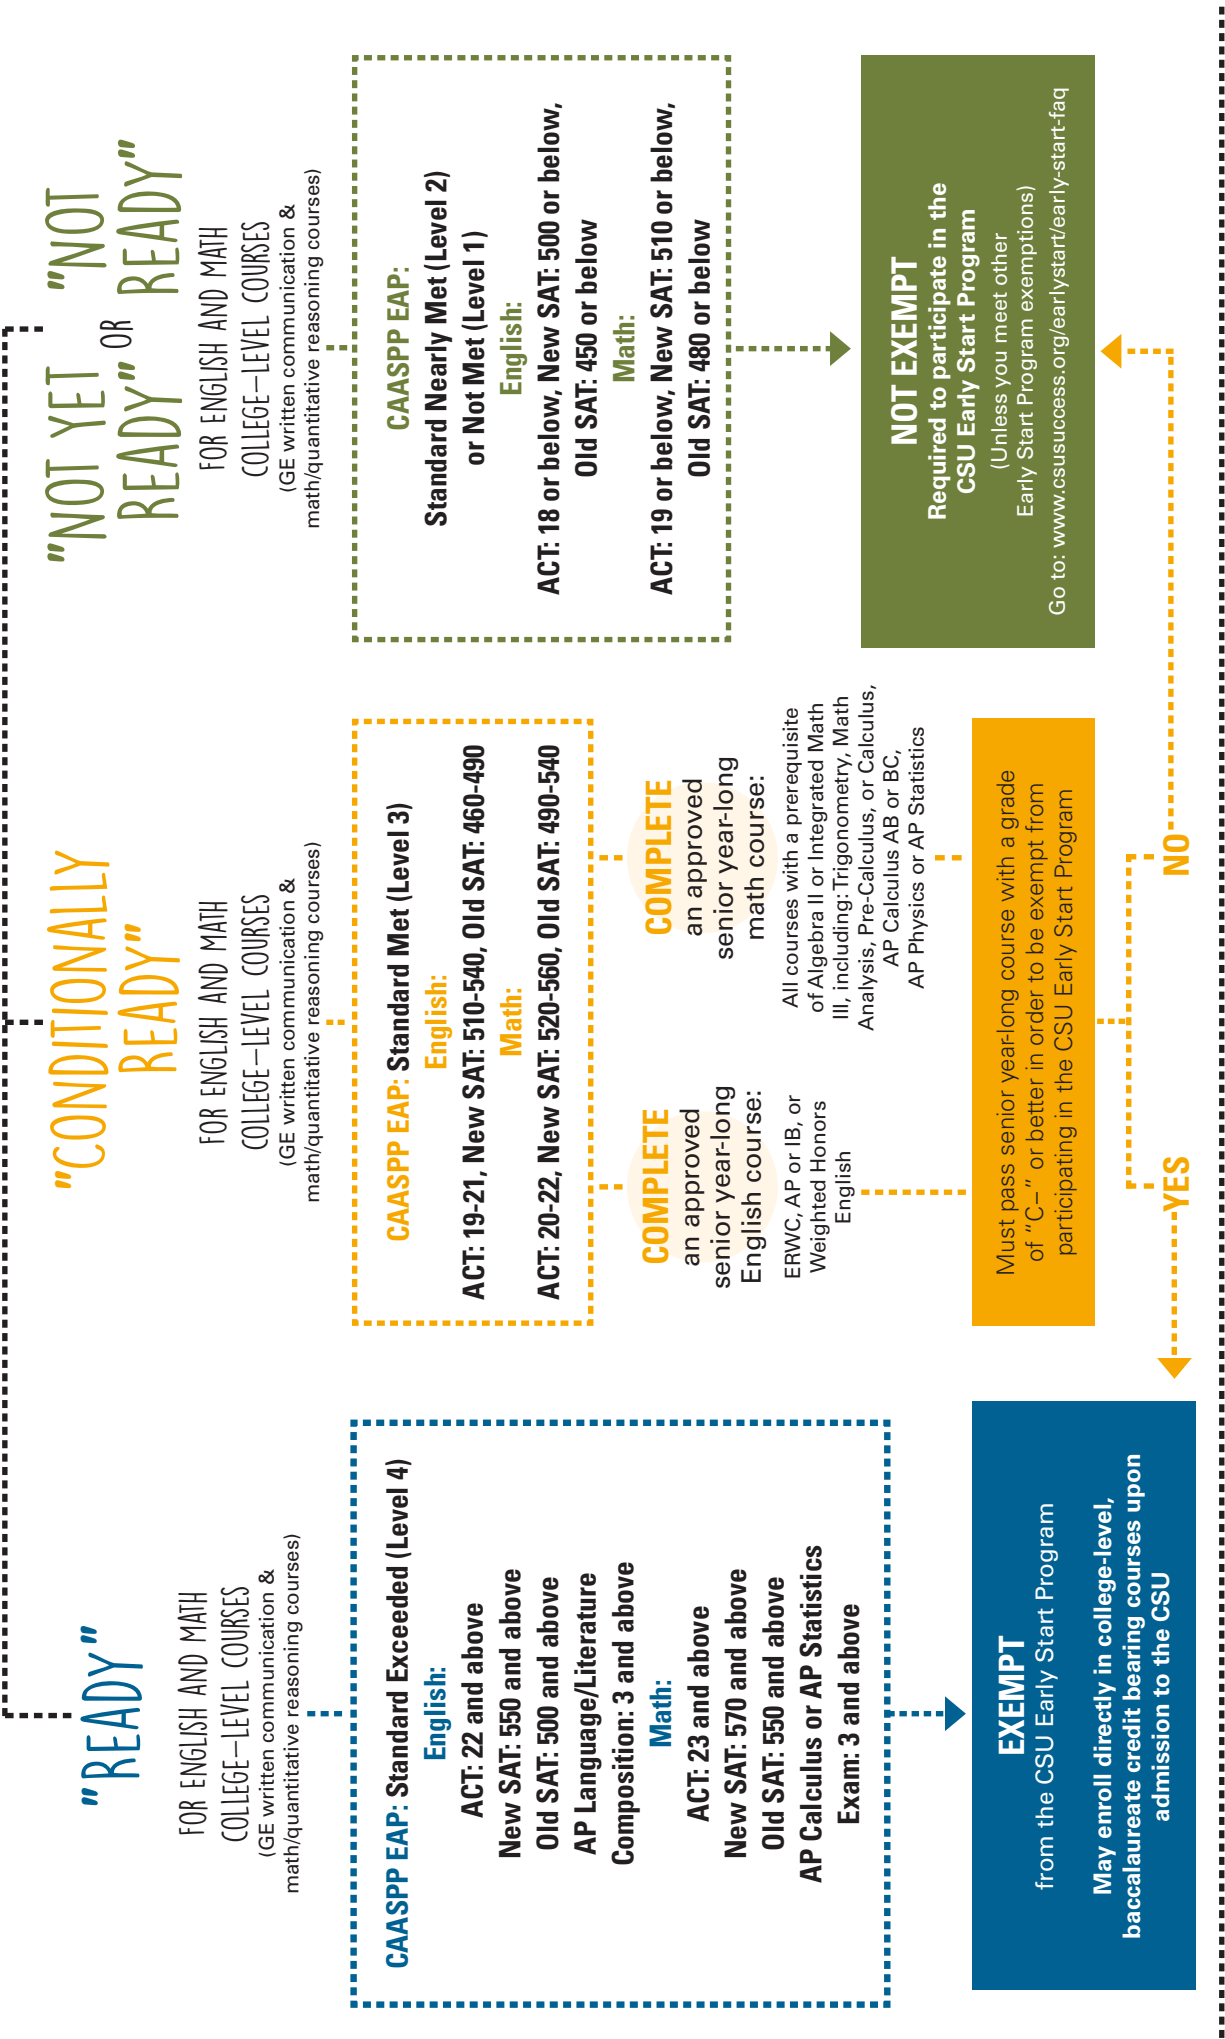 "READY"
FOR ENGLISH AND MATH
COLLEGE–LEVEL COURSES
(GE written communication &
math/quantitative reasoning courses)
CAASPP EAP: Standard Exceeded (Level 4)
English:
ACT: 22 and above
New SAT: 550 and above
Old SAT: 500 and above
AP Language/Literature
Composition: 3 and above
Math:
ACT: 23 and above
New SAT: 570 and above
Old SAT: 550 and above
AP Calculus or AP Statistics
Exam: 3 and above
EXEMPT
from the CSU Early Start Program
May enroll directly in college-level,
baccalaureate credit bearing courses upon
admission to the CSU
"CONDITIONALLY
READY"
FOR ENGLISH AND MATH
COLLEGE–LEVEL COURSES
(GE written communication &
math/quantitative reasoning courses)
CAASPP EAP: Standard Met (Level 3)
English:
ACT: 19-21, New SAT: 510-540, Old SAT: 460-490
Math:
ACT: 20-22, New SAT: 520-560, Old SAT: 490-540
COMPLETE
an approved
senior year-long
English course:
ERWC, AP or IB, or
Weighted Honors
English
COMPLETE
an approved
senior year-long
math course:
All courses with a prerequisite
of Algebra II or Integrated Math
III, including: Trigonometry, Math
Analysis, Pre-Calculus, or Calculus,
AP Calculus AB or BC,
AP Physics or AP Statistics
Must pass senior year-long course with a grade
of “C–” or better in order to be exempt from
participating in the CSU Early Start Program
YES
NO
"NOT YET
READY" OR "NOT
READY"
FOR ENGLISH AND MATH
COLLEGE–LEVEL COURSES
(GE written communication &
math/quantitative reasoning courses)
CAASPP EAP:
Standard Nearly Met (Level 2)
or Not Met (Level 1)
English:
ACT: 18 or below, New SAT: 500 or below,
Old SAT: 450 or below
Math:
ACT: 19 or below, New SAT: 510 or below,
Old SAT: 480 or below
NOT EXEMPT
Required to participate in the
CSU Early Start Program
(Unless you meet other
Early Start Program exemptions)
Go to: www.csusuccess.org/earlystart/early-start-faq